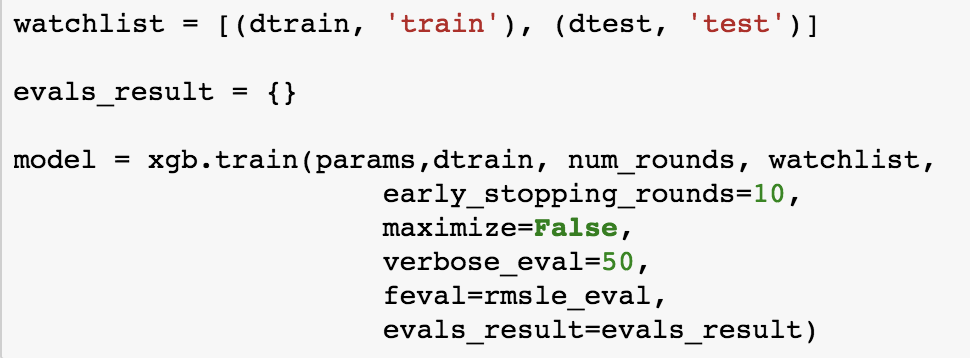 watchlist = [(dtrain, 'train'), (dtest, 'test')]
evals_result = {}
model = xgb.train(params,dtrain, num_rounds, watchlist,
early_stopping_rounds=10,
maximize=False,
verbose_eval=50,
feval=rmsle_eval,
evals_result=evals_result)